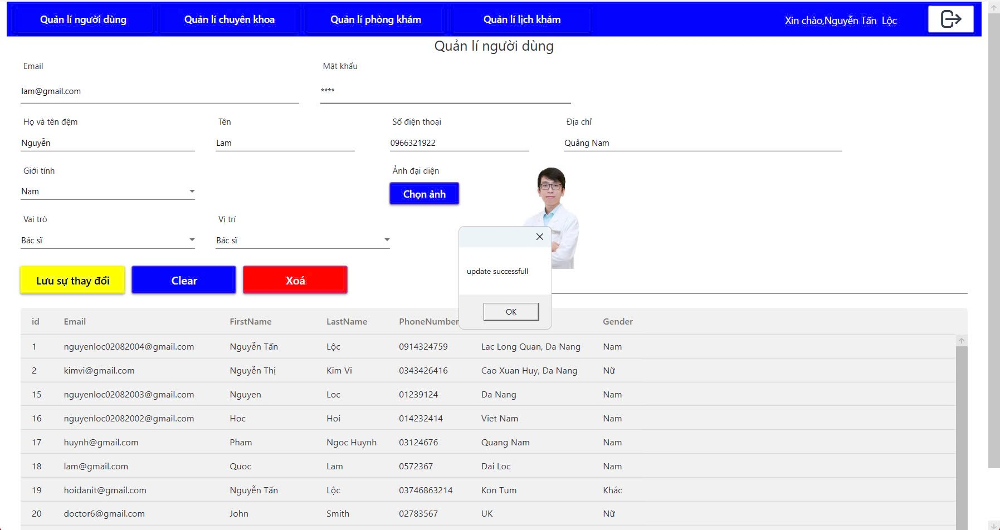 Quản lí người dùng Quản lí chuyên khoa Quản lí phòng khám Quản lí lịch khám Xin chào,Nguyễn Tấn Lộc
Quản lí người dùng
Email Mật khẩu
lam@gmail.com ****
Họ và tên đệm Tên Số điện thoại Địa chỉ
Nguyễn Lam 0966321922 Quảng Nam
Giới tính Ảnh đại diện
Nam Chọn ảnh
Vai trò Vị trí
Bác sĩ Bác sĩ
update successfull
Lưu sự thay đổi Clear Xoá
OK
id Email FirstName LastName PhoneNumber Gender
1 nguyenloc02082004@gmail.com Nguyễn Tấn Lộc 0914324759 Lac Long Quan, Da Nang Nam
2 kimvi@gmail.com Nguyễn Thị Kim Vi 0343426416 Cao Xuan Huy, Da Nang Nữ
15 nguyenloc02082003@gmail.com Nguyen Loc 01239124 Da Nang Nam
16 nguyenloc02082002@gmail.com Hoc Hoi 014232414 Viet Nam Nam
17 huynh@gmail.com Pham Ngoc Huynh 03124676 Quang Nam Nam
18 lam@gmail.com Quoc Lam 0572367 Dai Loc Nam
19 hoidanit@gmail.com Nguyễn Tấn Lộc 03746863214 Kon Tum Khác
20 doctor6@gmail.com John Smith 02783567 UK Nữ